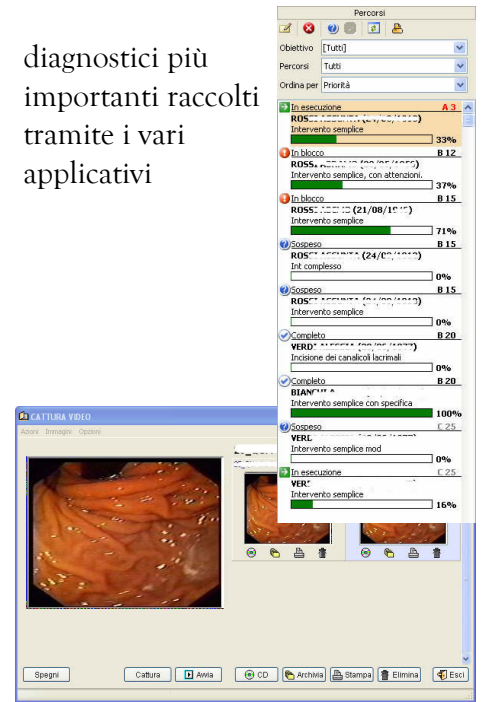 diagnostici più
importanti raccolti
tramite i vari
applicativi
Percorsi
Obiettivo [Tutti]
Percorsi Tutti
Ordina per Priorità
In esecuzione A 3
Intervento semplice
33%
In blocco B 12
Intervento semplice, con attenzioni.
37%
In blocco B 15
(21/08/
Intervento semplice
71%
Sospeso B 15
Int complesso
0%
Sospeso B 15
Intervento semplice
0%
Completo B 20
Incisione dei canalicoli lacrimali
0%
Completo B 20
Intervento semplice con specifica
100%
Sospeso C 25
Intervento semplice mod
0%
In esecuzione C 25
Intervento semplice
16%
CATTURA VIDEO
Azioni Immagini Opzioni
Spegni Cattura Avvia CD Archivia Stampa Elimina Esci